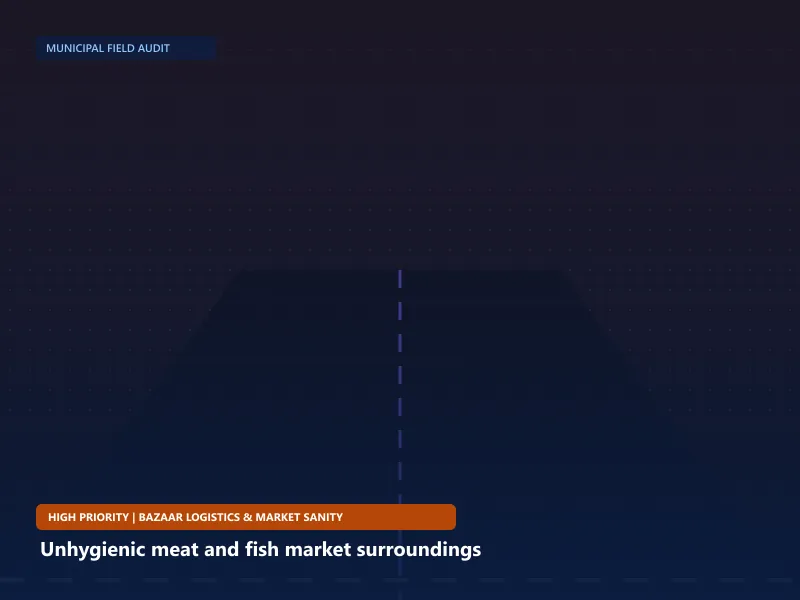 MUNICIPAL FIELD AUDIT
HIGH PRIORITY | BAZAAR LOGISTICS & MARKET SANITY
Unhygienic meat and fish market surroundings